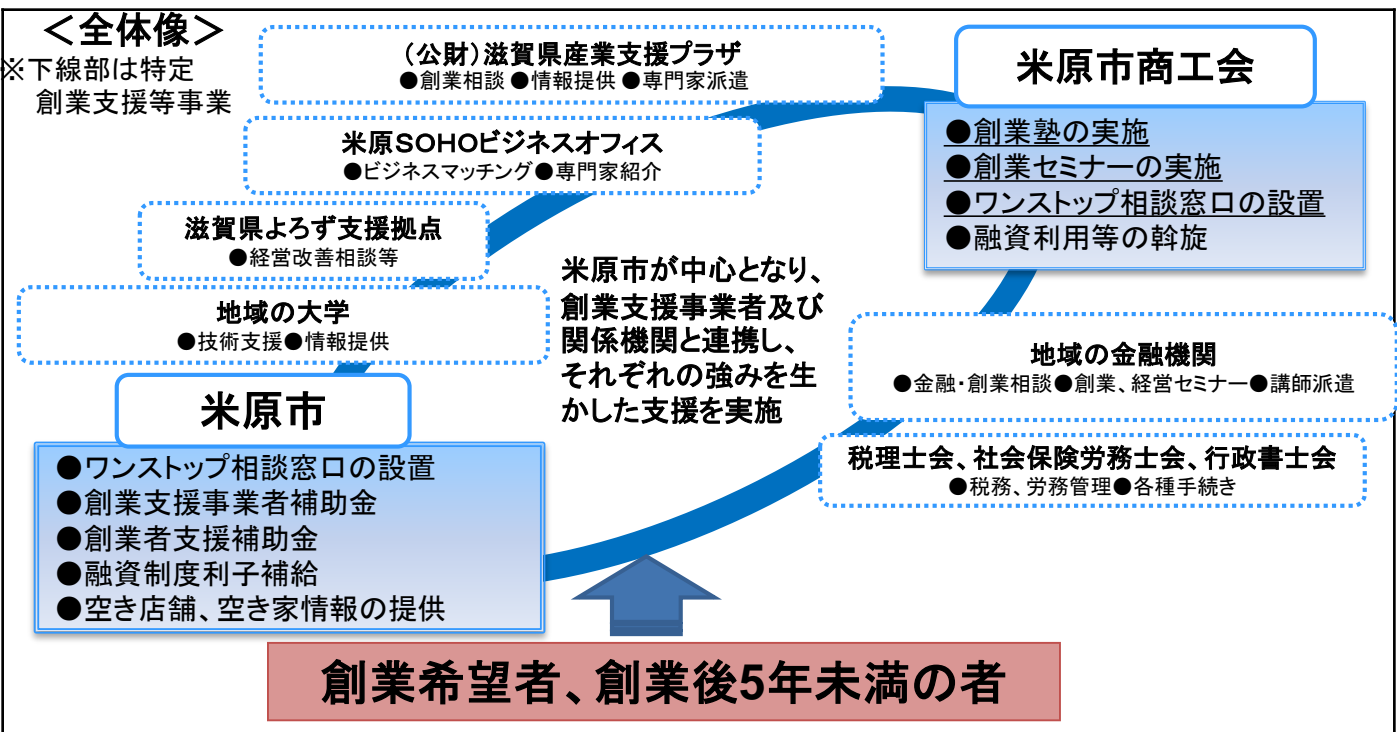 ＜全体像＞
※下線部は特定
創業支援等事業
（公財）滋賀県産業支援プラザ
●創業相談 ●情報提供 ●専門家派遣
米原SOHOビジネスオフィス
●ビジネスマッチング●専門家紹介
滋賀県よろず支援拠点
●経営改善相談等
地域の大学
●技術支援●情報提供
米原市
●ワンストップ相談窓口の設置
●創業支援事業者補助金
●創業者支援補助金
●融資制度利子補給
●空き店舗、空き家情報の提供
米原市が中心となり、
創業支援事業者及び
関係機関と連携し、
それぞれの強みを生
かした支援を実施
米原市商工会
●創業塾の実施
●創業セミナーの実施
●ワンストップ相談窓口の設置
●融資利用等の斡旋
地域の金融機関
●金融・創業相談●創業、経営セミナー●講師派遣
税理士会、社会保険労務士会、行政書士会
●税務、労務管理●各種手続き
創業希望者、創業後5年未満の者